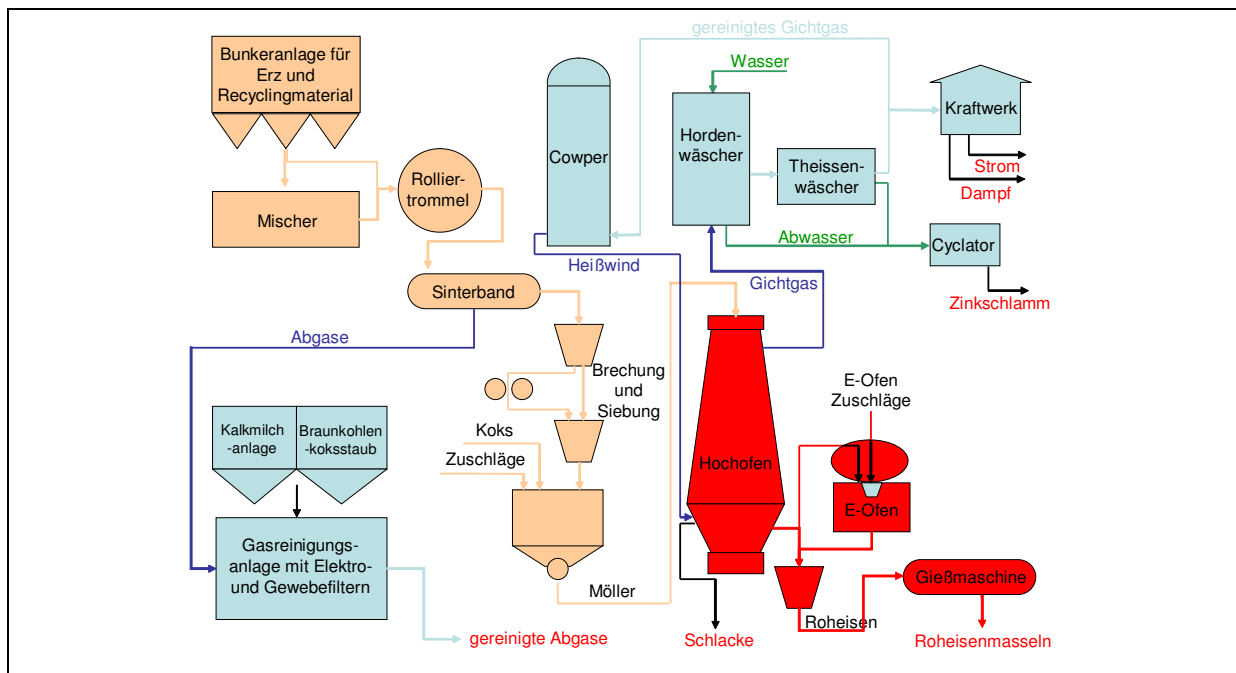 gereinigtes Gichtgas
Bunkeranlage für
Erz und
Recyclingmaterial
Wasser
Kraftwerk
Cowper
Horden-
wäscher
Theissen-
wäscher
Strom
Dampf
Rollier-
trommel
Mischer
Abwasser
Cyclator
Heißwind
Gichtgas
Zinkschlamm
Sinterband
Abgase
Brechung
und
Siebung
E-Ofen
Zuschläge
Kalkmilch
-anlage
Braunkohlen
-koksstaub
Koks
Zuschläge
Hochofen
E-Ofen
Gasreinigungs-
anlage mit Elektro-
und Gewebefiltern
Möller
Gießmaschine
Roheisen
gereinigte Abgase
Schlacke
Roheisenmasseln